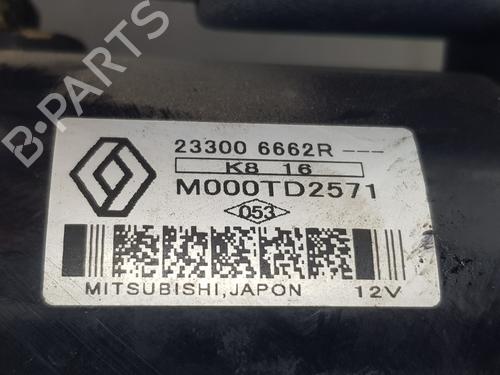 23300 6662R ---
K8 16
M000TD2571
053
MITSUBISHI, JAPON 12V
B-PARTS